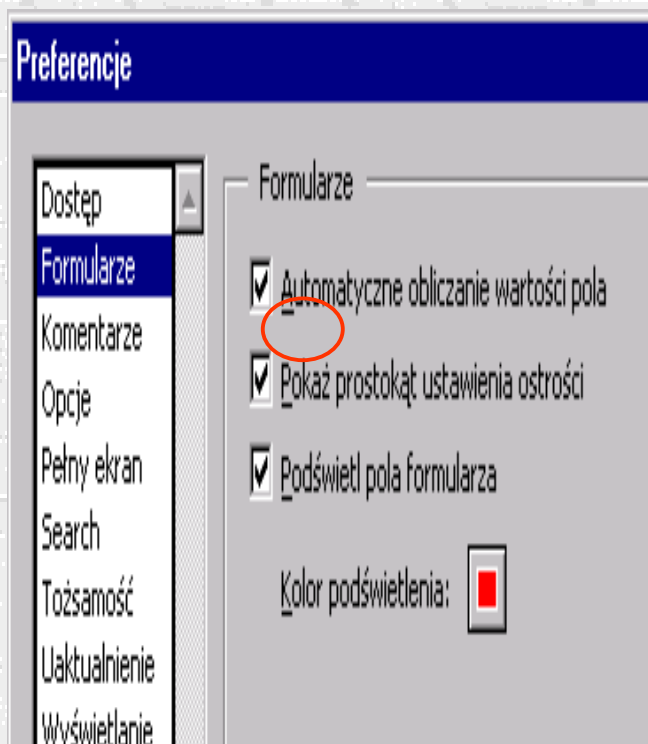 Preferencje
Dostęp
Formularze
Komentarze
Opcje
Pełny ekran
Search
Tożsamość
Uaktualnienie
Wyświetlanie
Formularze
Automatyczne obliczanie wartości pola
Pokaż prostokąt ustawienia ostrości
Podświetl pola formularza
Kolor podświetlenia: